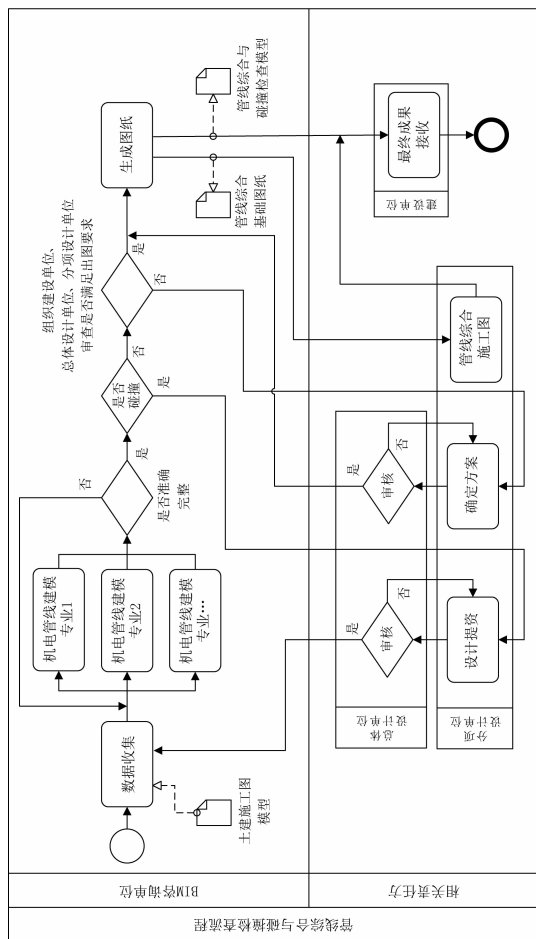 管线综合与碰撞检查流程
BIM咨询单位
相关责任方
数据收集
土建施工图
模型
机电管线建模
专业1
机电管线建模
专业2
机电管线建模
专业…
是否准确
完整
否
是
是否
碰撞
否
是
组织建设单位、
总体设计单位、分项设计单位
审查是否满足出图要求
是
否
生成图纸
管线综合
基础图纸
管线综合与
碰撞检查模型
总体
设计单位
审核
是
否
审核
是
否
分项
设计单位
设计提资
确定方案
管线综合
施工图
建设单位
最终成果
接收